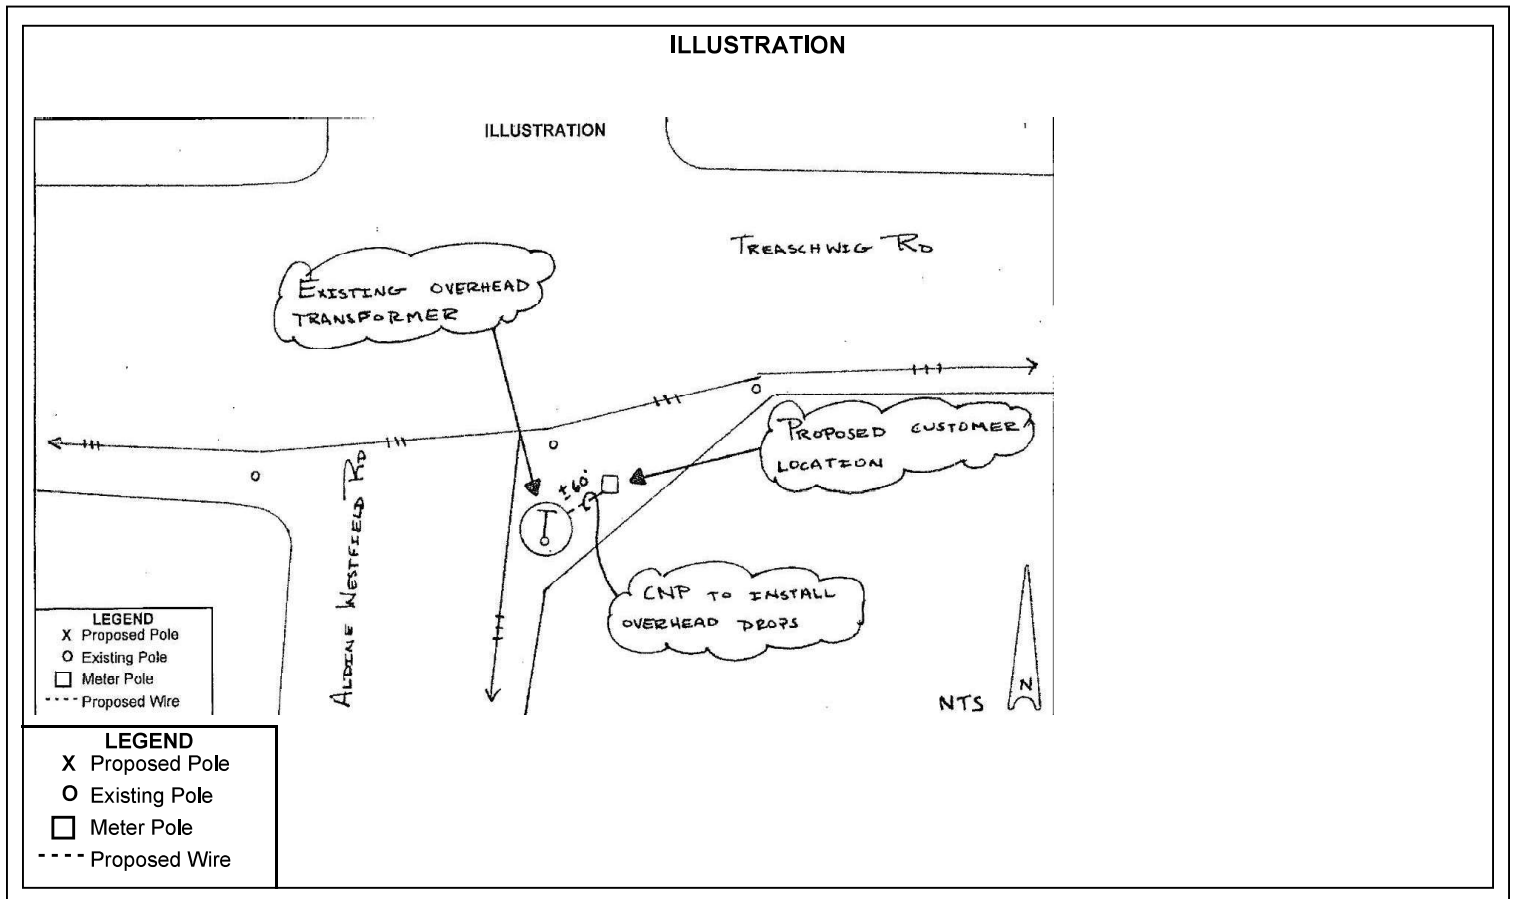 ILLUSTRATION
ILLUSTRATION
TREASCHWIG RD
EXISTING OVERHEAD
TRANSFORMER
PROPOSED CUSTOMER
LOCATION
±60'
ALDINE WESTFIELD RD
CNP TO INSTALL
OVERHEAD DROPS
LEGEND
X Proposed Pole
O Existing Pole
Meter Pole
---- Proposed Wire
NTS
N
LEGEND
X Proposed Pole
O Existing Pole
Meter Pole
---- Proposed Wire